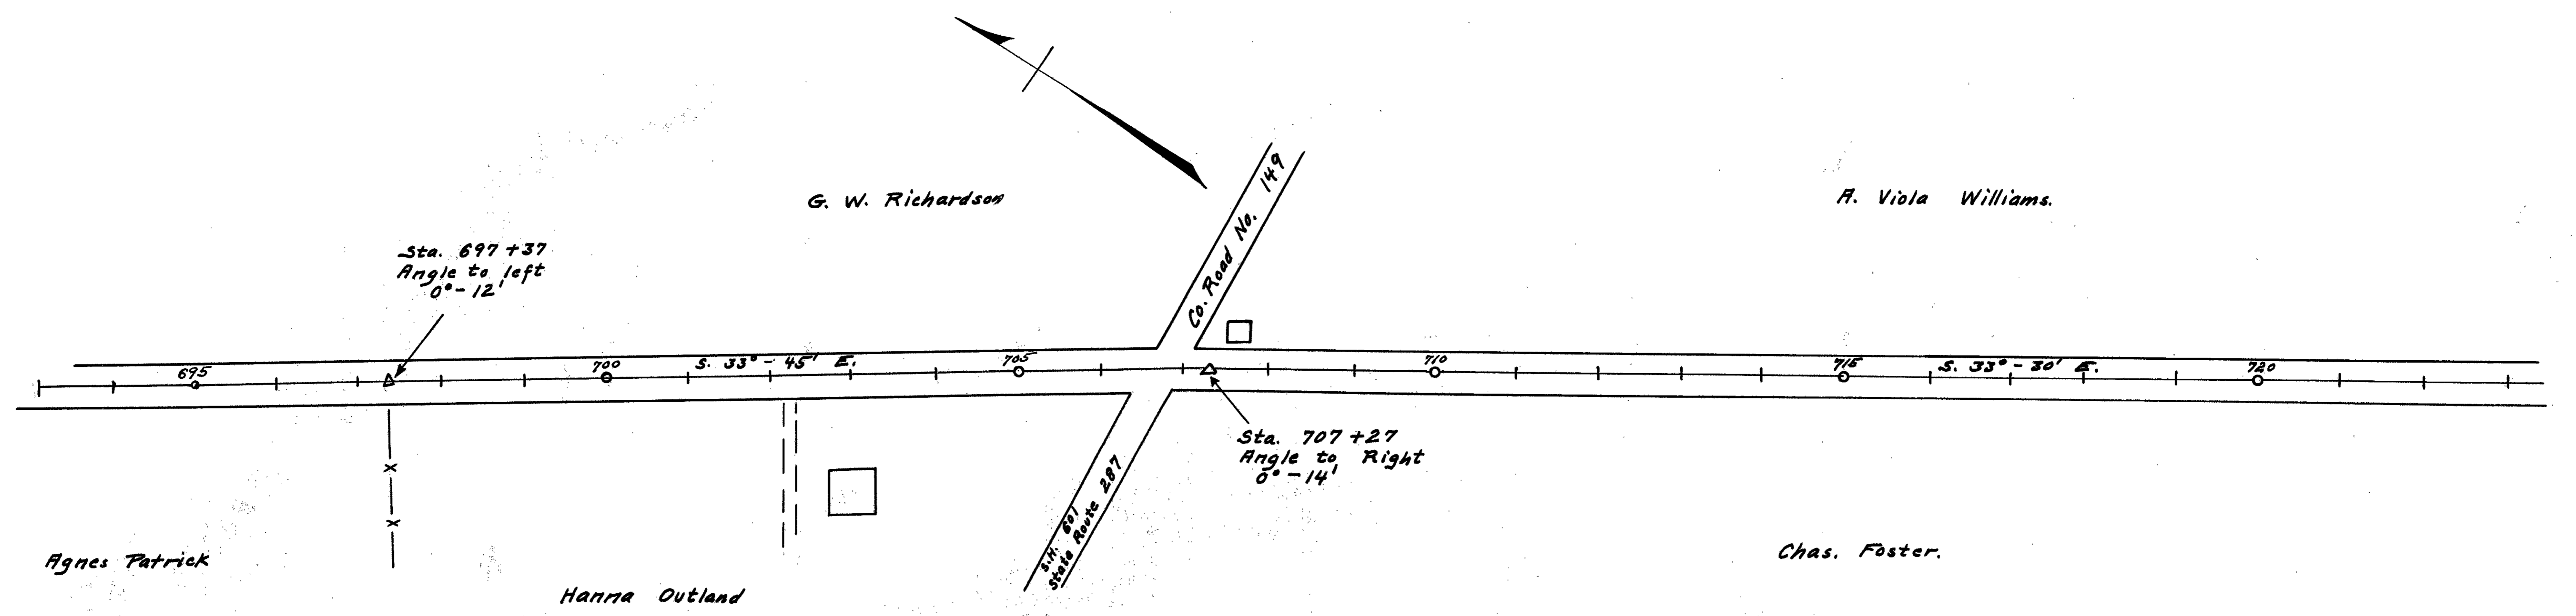 G. W. Richardson
A. Viola Williams.
Co. Road No. 149
Sta. 697+37
Angle to left
0°-12'
695
700
S. 33°-45' E.
705
710
715
S. 33°-30' E.
720
Sta. 707+27
Angle to Right
0°-14'
S.H. 601
State Route 287
Agnes Patrick
Hanna Outland
Chas. Foster.